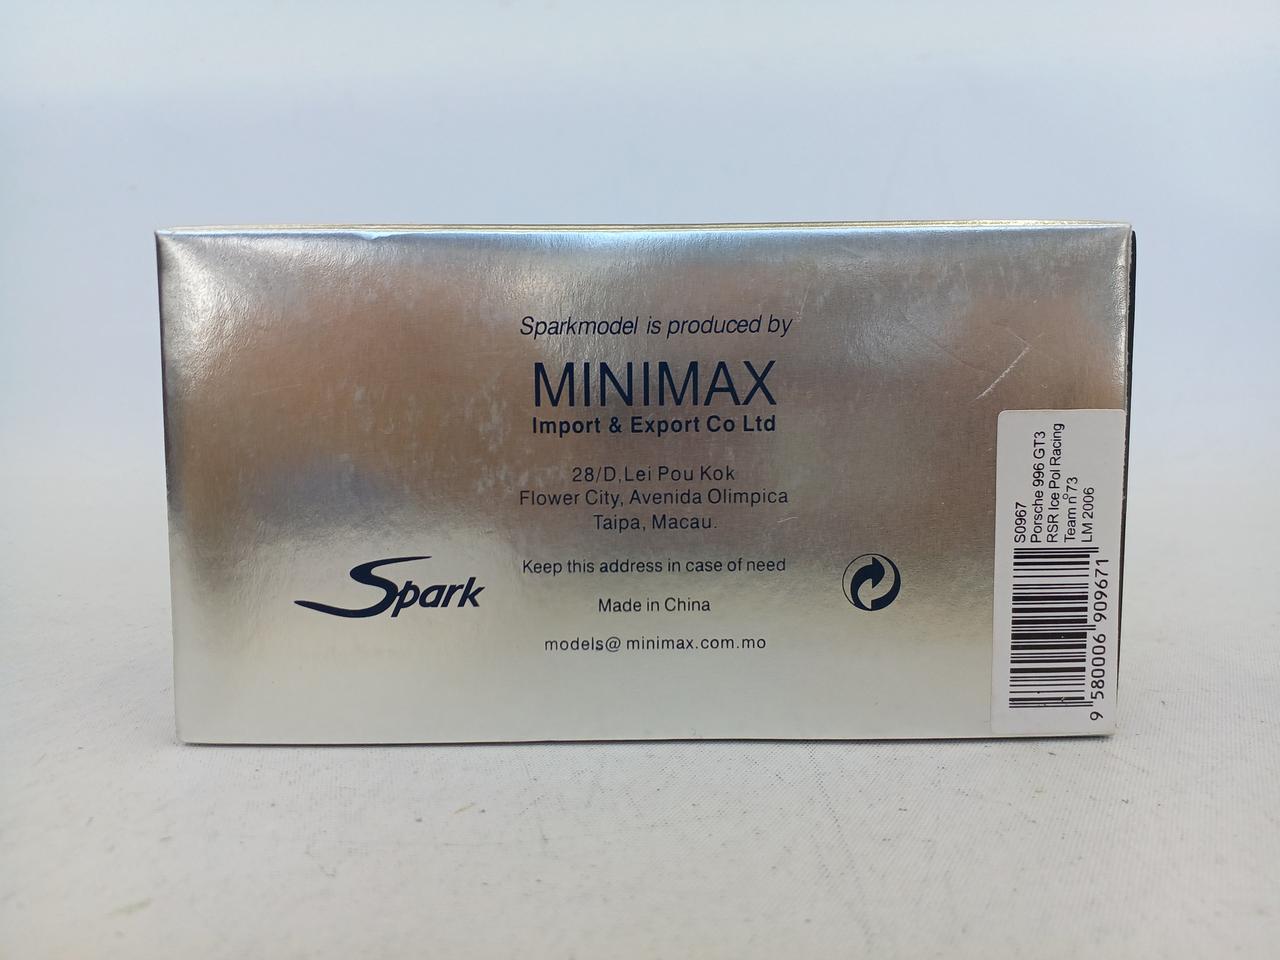 Sparkmodel is produced by
MINIMAX
Import & Export Co Ltd
28/D,Lei Pou Kok
Flower City, Avenida Olimpica
Taipa, Macau.
Keep this address in case of need
Made in China
models@ minimax.com.mo
Spark
S0967
Porsche 996 GT3
RSR Ice Pol Racing
Team n°73
LM 2006
9 580006 909671